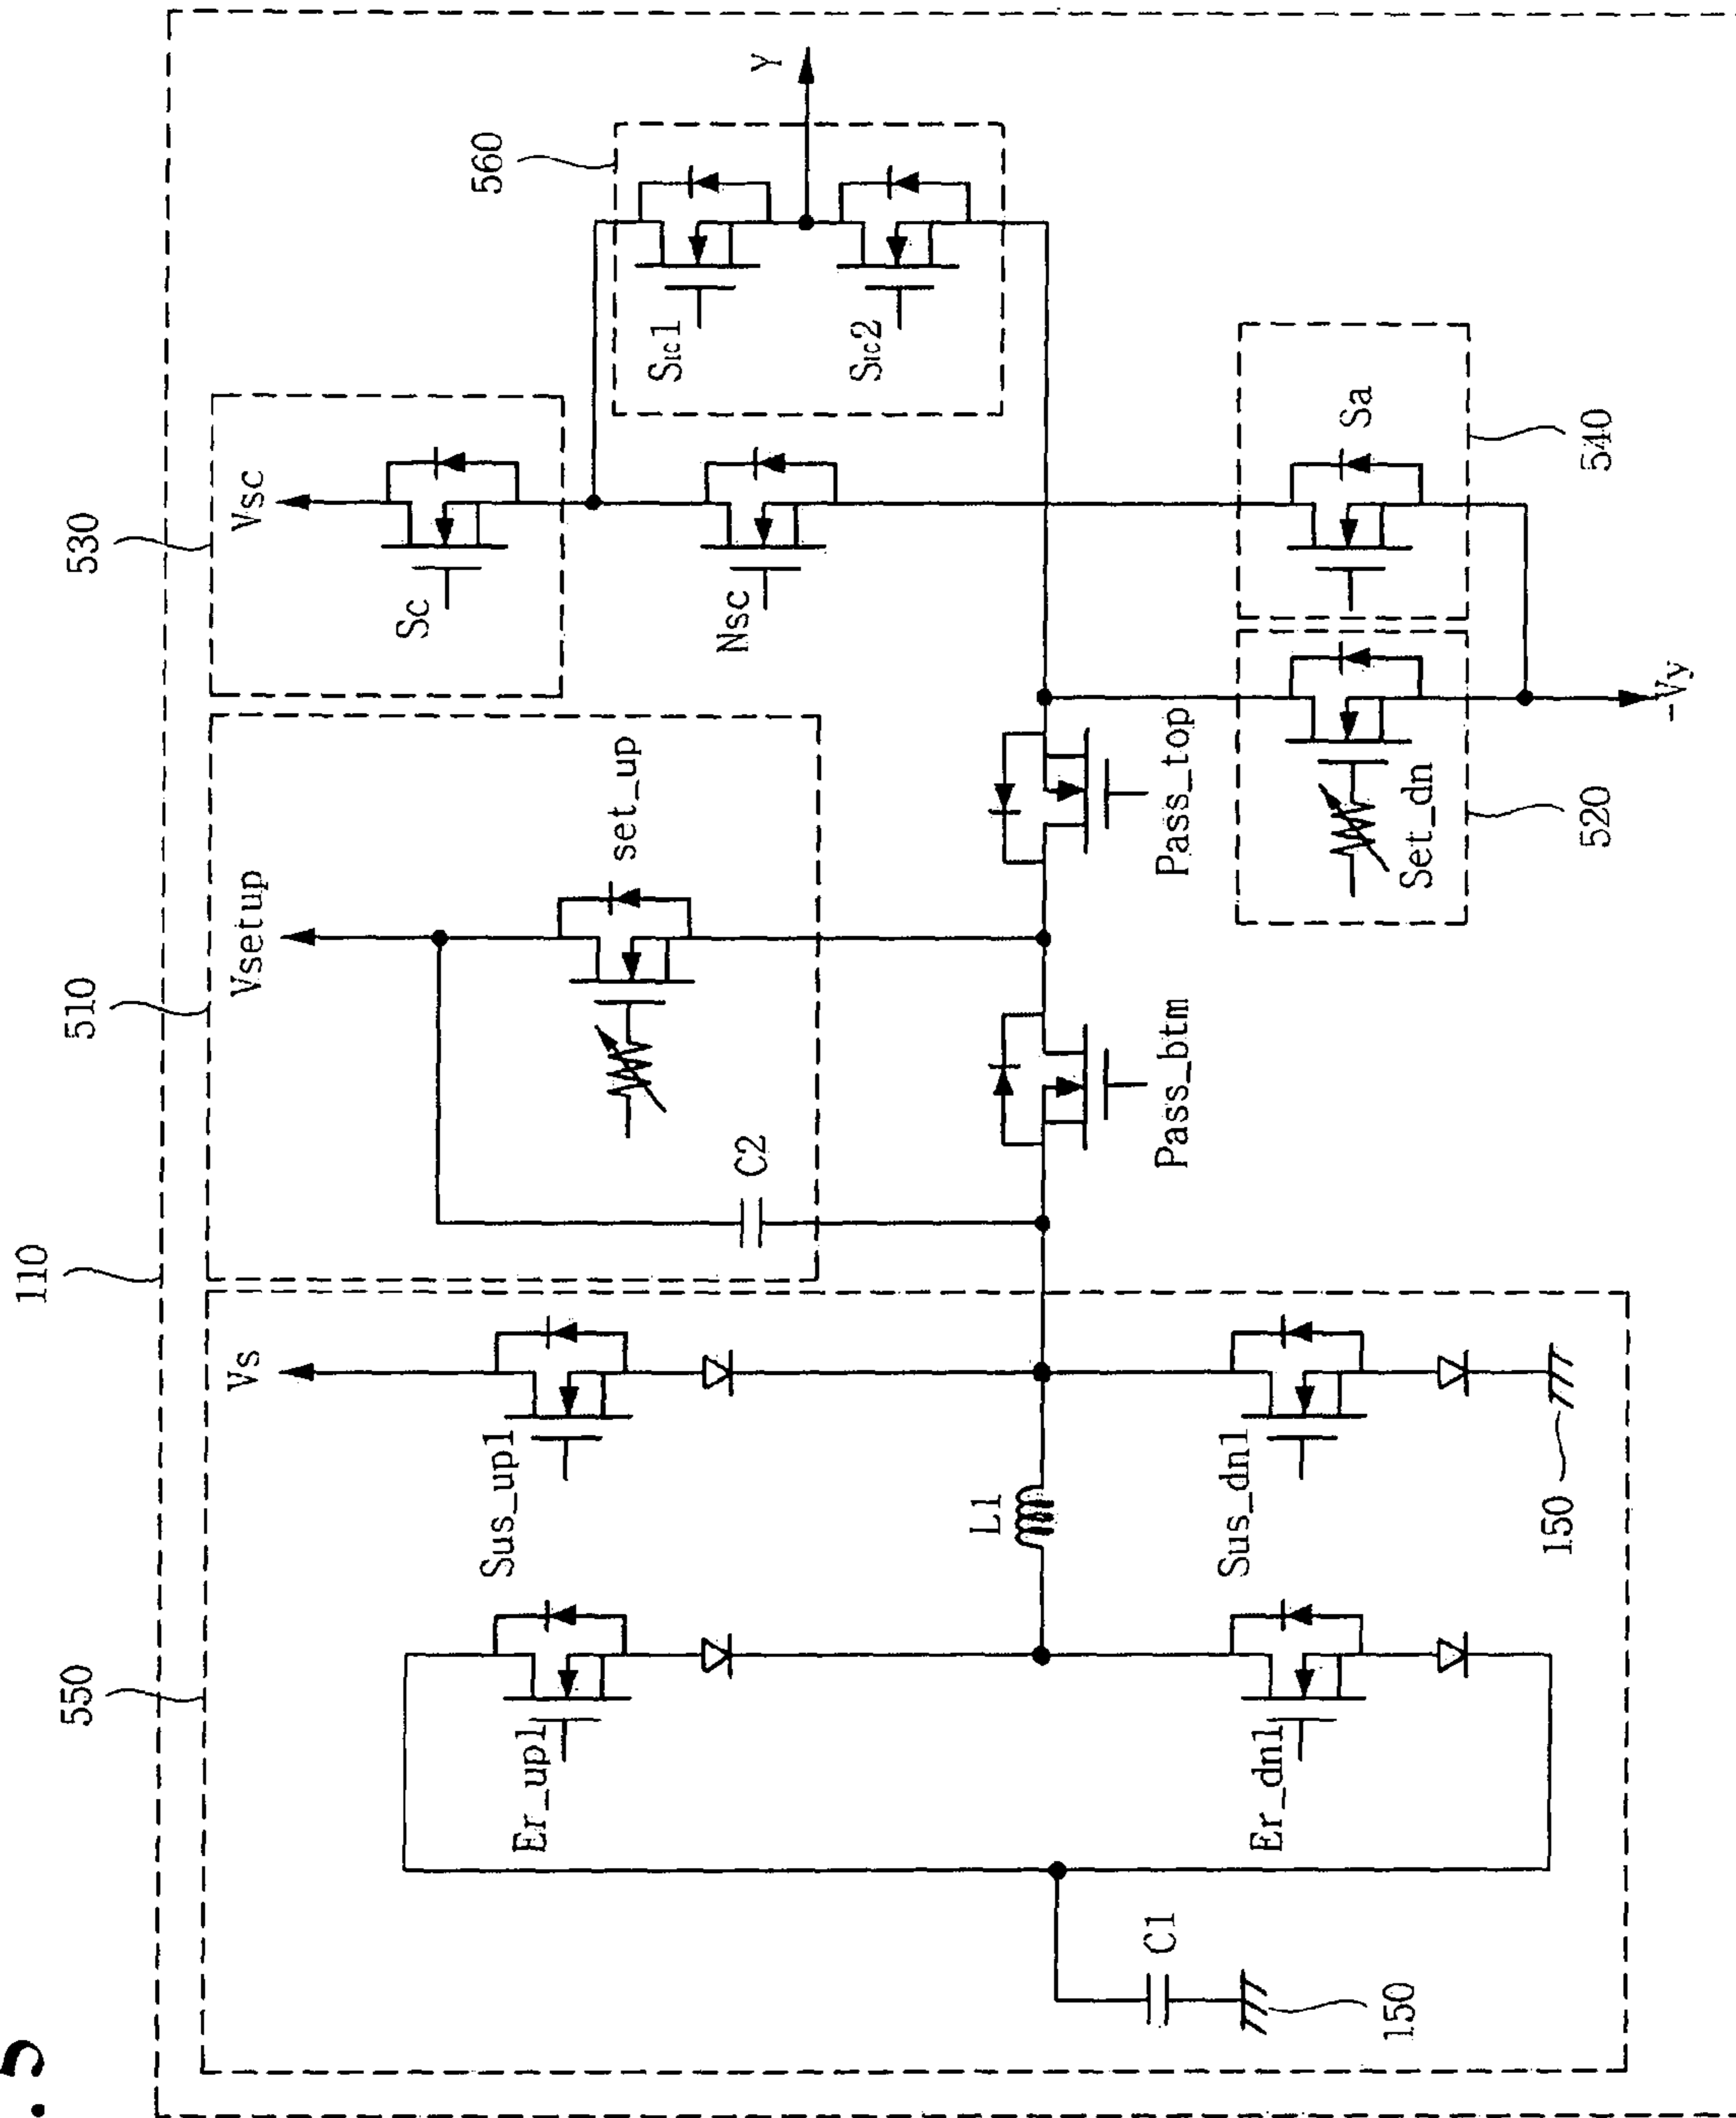 .5
110
550
510
530
560
Vs
Vsetup
Vsc
Y
Er_up1
Sus_up1
set_up
Sc
Nsc
SIC1
SIC2
C2
L1
Pass_btm
Pass_top
C1
Er_dn1
Sus_dn1
Set_dn
Sa
150
150
520
540
-Vy